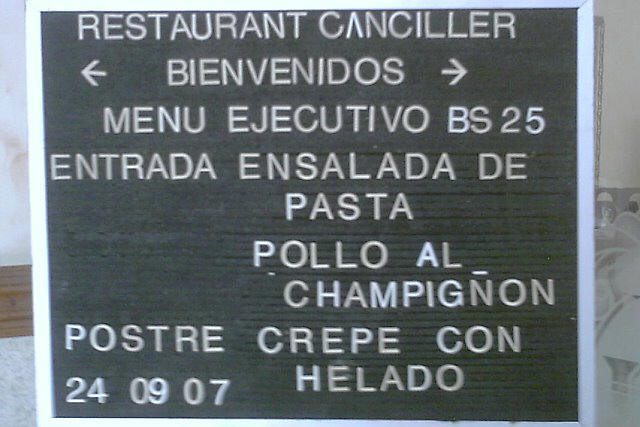 RESTAURANT CANCILLER
← BIENVENIDOS →
MENU EJECUTIVO BS 25
ENTRADA ENSALADA DE
PASTA
POLLO AL
CHAMPIGÑON
POSTRE CREPE CON
HELADO
24 09 07